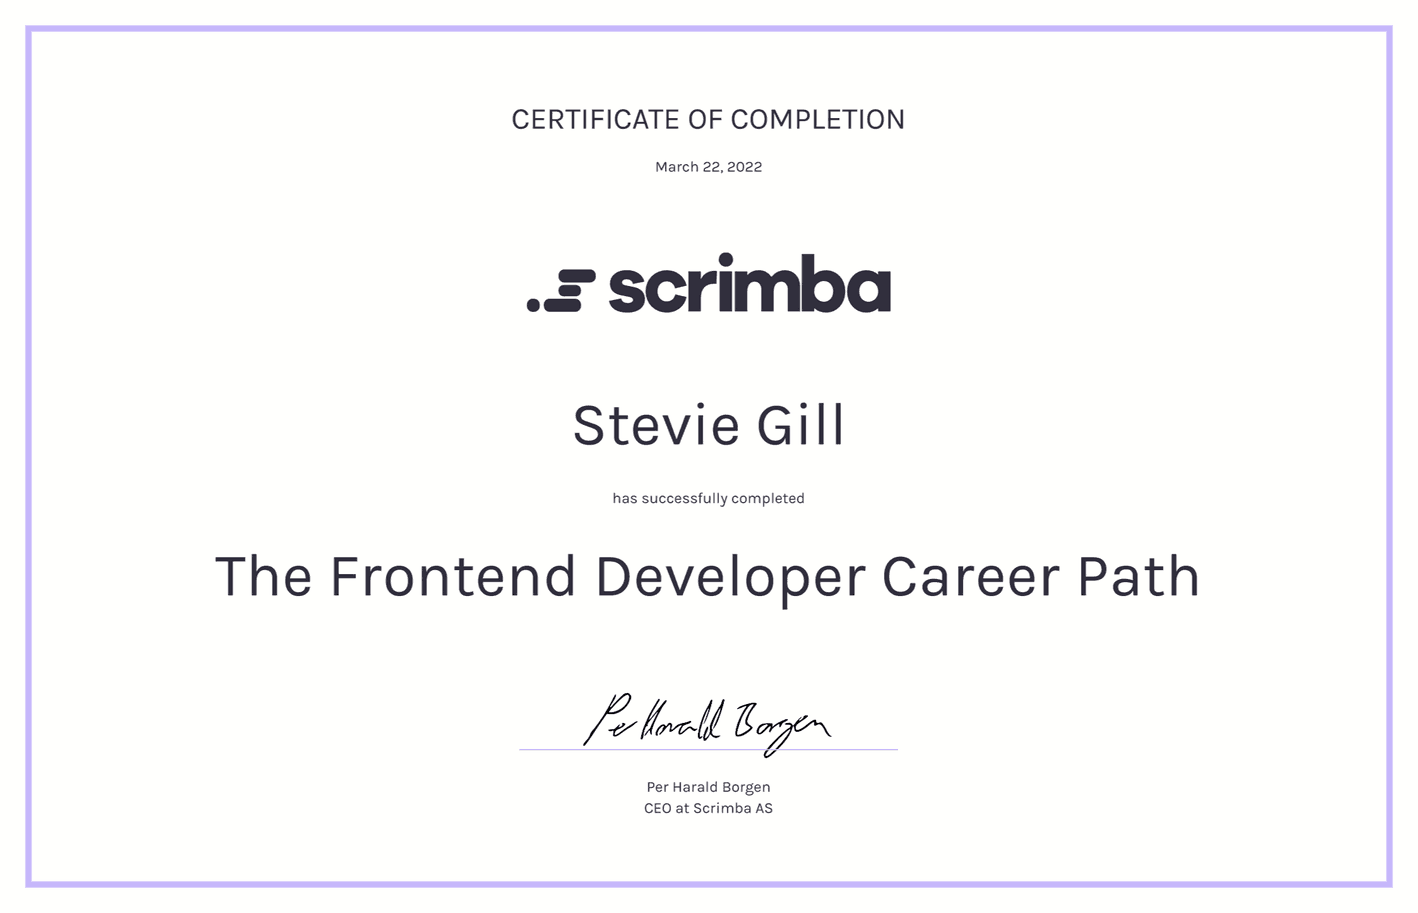 CERTIFICATE OF COMPLETION
March 22, 2022
scrimba
Stevie Gill
has successfully completed
The Frontend Developer Career Path
Per Harald Borgen
Per Harald Borgen
CEO at Scrimba AS